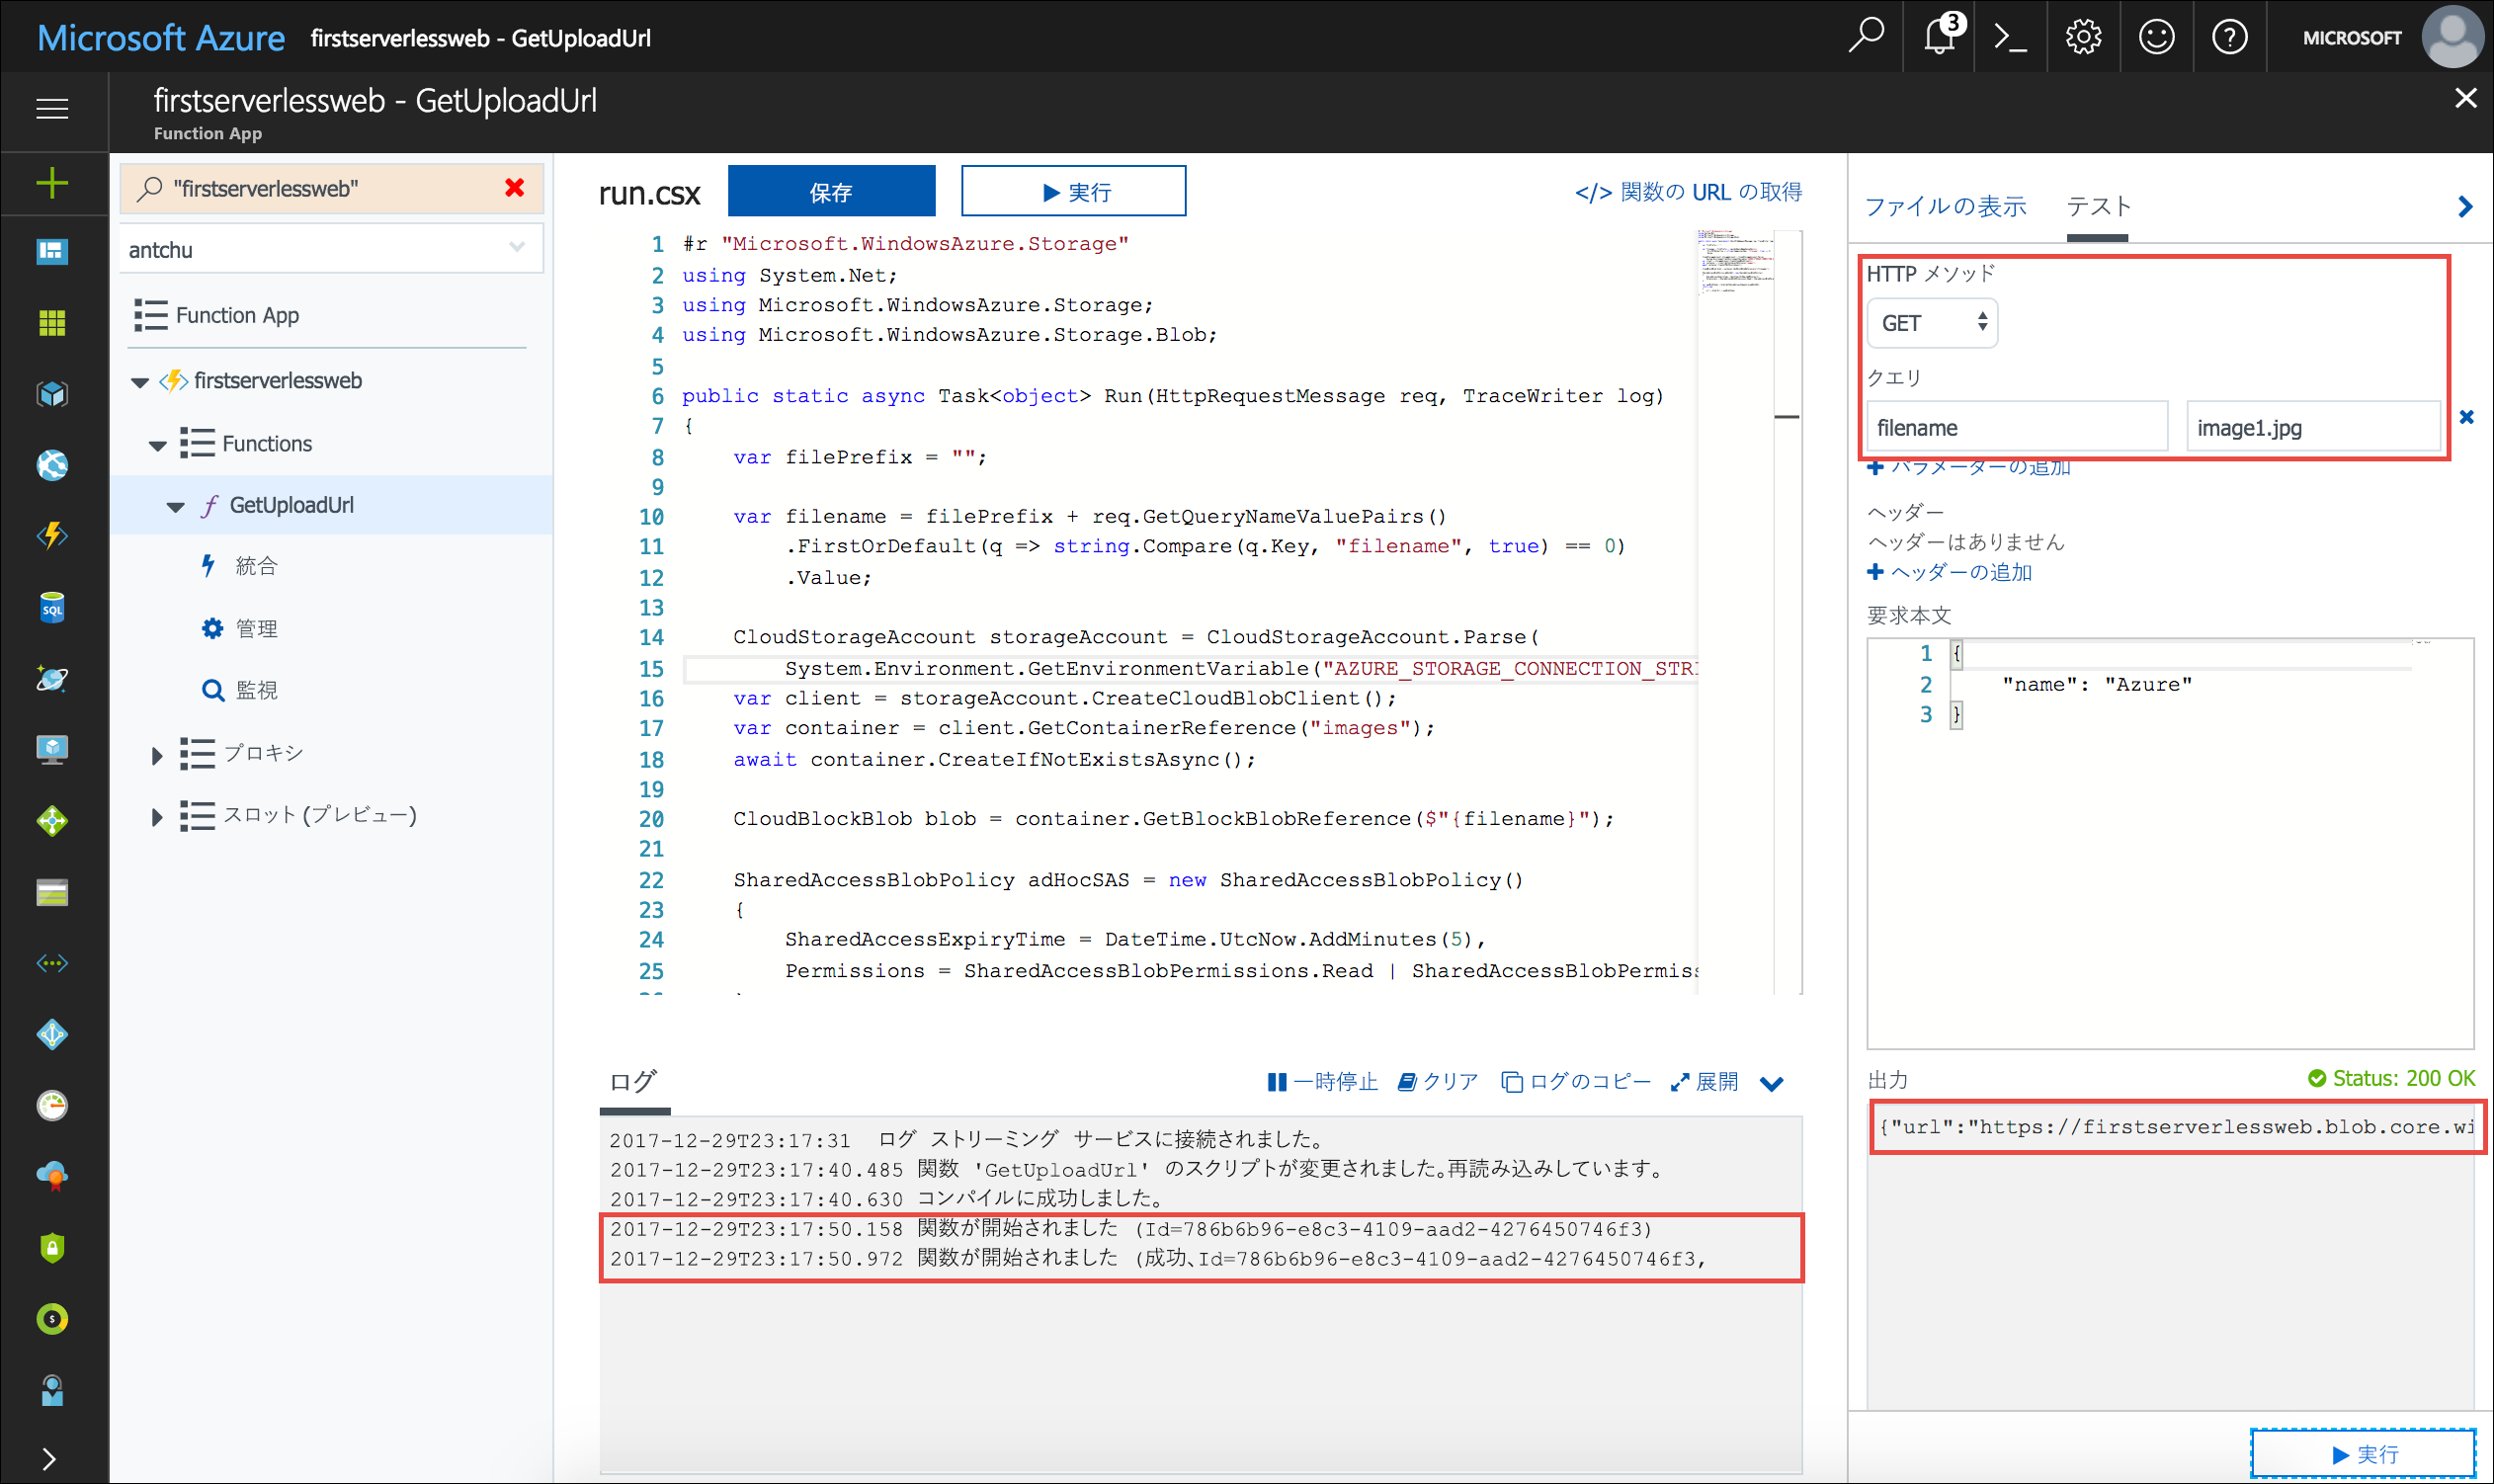 Microsoft Azure firstserverlessweb - GetUploadUrl
3
MICROSOFT
firstserverlessweb - GetUploadUrl
Function App
"firstserverlessweb"
antchu
Function App
firstserverlessweb
Functions
GetUploadUrl
統合
管理
監視
プロキシ
スロット (プレビュー)
SQL
run.csx 保存 実行 </> 関数の URL の取得
1 #r "Microsoft.WindowsAzure.Storage"
2 using System.Net;
3 using Microsoft.WindowsAzure.Storage;
4 using Microsoft.WindowsAzure.Storage.Blob;
5
6 public static async Task<object> Run(HttpRequestMessage req, TraceWriter log)
7 {
8 var filePrefix = "";
9
10 var filename = filePrefix + req.GetQueryNameValuePairs()
11 .FirstOrDefault(q => string.Compare(q.Key, "filename", true) == 0)
12 .Value;
13
14 CloudStorageAccount storageAccount = CloudStorageAccount.Parse(
15 System.Environment.GetEnvironmentVariable("AZURE_STORAGE_CONNECTION_STRI
16 var client = storageAccount.CreateCloudBlobClient();
17 var container = client.GetContainerReference("images");
18 await container.CreateIfNotExistsAsync();
19
20 CloudBlockBlob blob = container.GetBlockBlobReference($"{filename}");
21
22 SharedAccessBlobPolicy adHocSAS = new SharedAccessBlobPolicy()
23 {
24 SharedAccessExpiryTime = DateTime.UtcNow.AddMinutes(5),
25 Permissions = SharedAccessBlobPermissions.Read | SharedAccessBlobPermiss
ログ 一時停止 クリア ログのコピー 展開
2017-12-29T23:17:31 ログ ストリーミング サービスに接続されました。
2017-12-29T23:17:40.485 関数 'GetUploadUrl' のスクリプトが変更されました。再読み込みしています。
2017-12-29T23:17:40.630 コンパイルに成功しました。
2017-12-29T23:17:50.158 関数が開始されました (Id=786b6b96-e8c3-4109-aad2-4276450746f3)
2017-12-29T23:17:50.972 関数が開始されました (成功、Id=786b6b96-e8c3-4109-aad2-4276450746f3,
ファイルの表示 テスト
HTTP メソッド
GET
クエリ
filename image1.jpg
パラメーターの追加
ヘッダー
ヘッダーはありません
ヘッダーの追加
要求本文
1 {
2 "name": "Azure"
3 }
出力 Status: 200 OK
{"url":"https://firstserverlessweb.blob.core.wi
実行